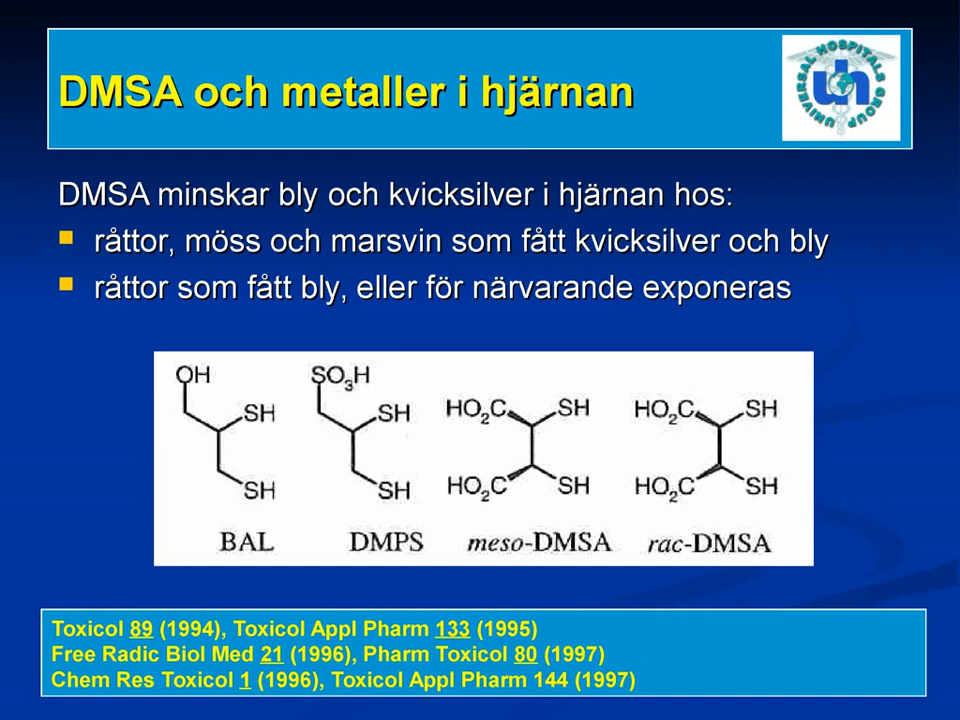 DMSA och metaller i hjärnan
UNIVERSAL HOSPITALS GROUP
uh
DMSA minskar bly och kvicksilver i hjärnan hos:
råttor, möss och marsvin som fått kvicksilver och bly
råttor som fått bly, eller för närvarande exponeras
OH SO3H
SH SH HO2C SH HO2C SH
SH SH HO2C SH HO2C SH
BAL DMPS meso-DMSA rac-DMSA
Toxicol 89 (1994), Toxicol Appl Pharm 133 (1995)
Free Radic Biol Med 21 (1996), Pharm Toxicol 80 (1997)
Chem Res Toxicol 1 (1996), Toxicol Appl Pharm 144 (1997)